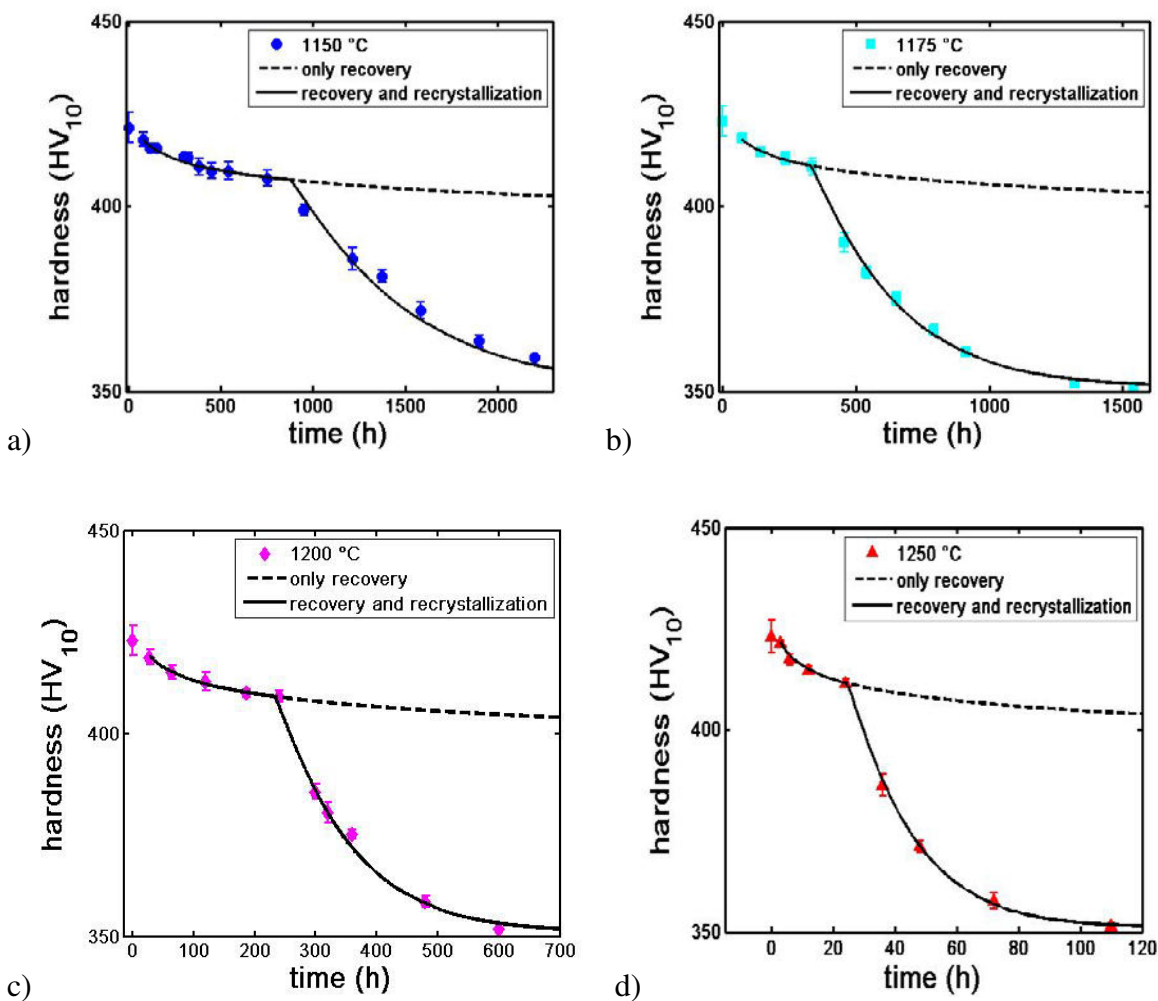 450
1150 °C
only recovery
recovery and recrystallization
hardness (HV10)
400
350
0 500 1000 1500 2000
time (h)
a)
450
1175 °C
only recovery
recovery and recrystallization
hardness (HV10)
400
350
0 500 1000 1500
time (h)
b)
450
1200 °C
only recovery
recovery and recrystallization
hardness (HV10)
400
350
0 100 200 300 400 500 600 700
time (h)
c)
450
1250 °C
only recovery
recovery and recrystallization
hardness (HV10)
400
350
0 20 40 60 80 100 120
time (h)
d)